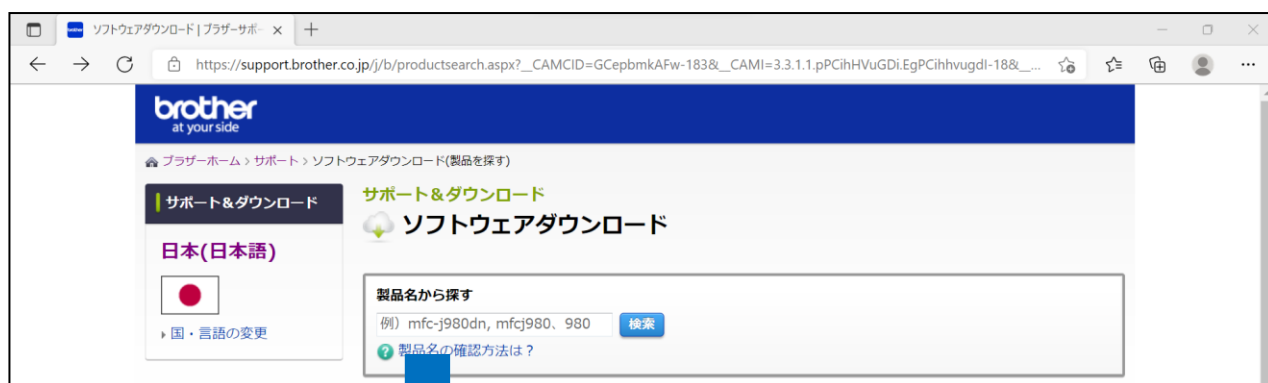 ソフトウェアダウンロード | ブラザーサポー
https://support.brother.co.jp/j/b/productsearch.aspx?__CAMCID=GCepbmkAFw-183&__CAMI=3.3.1.1.pPCihHVuGDi.EgPCihhvugdI-18&__...
brother
at your side
ブラザーホーム > サポート > ソフトウェアダウンロード(製品を探す)
サポート&ダウンロード
日本(日本語)
国・言語の変更
サポート&ダウンロード
ソフトウェアダウンロード
製品名から探す
例）mfc-j980dn, mfcj980、980 検索
製品名の確認方法は？